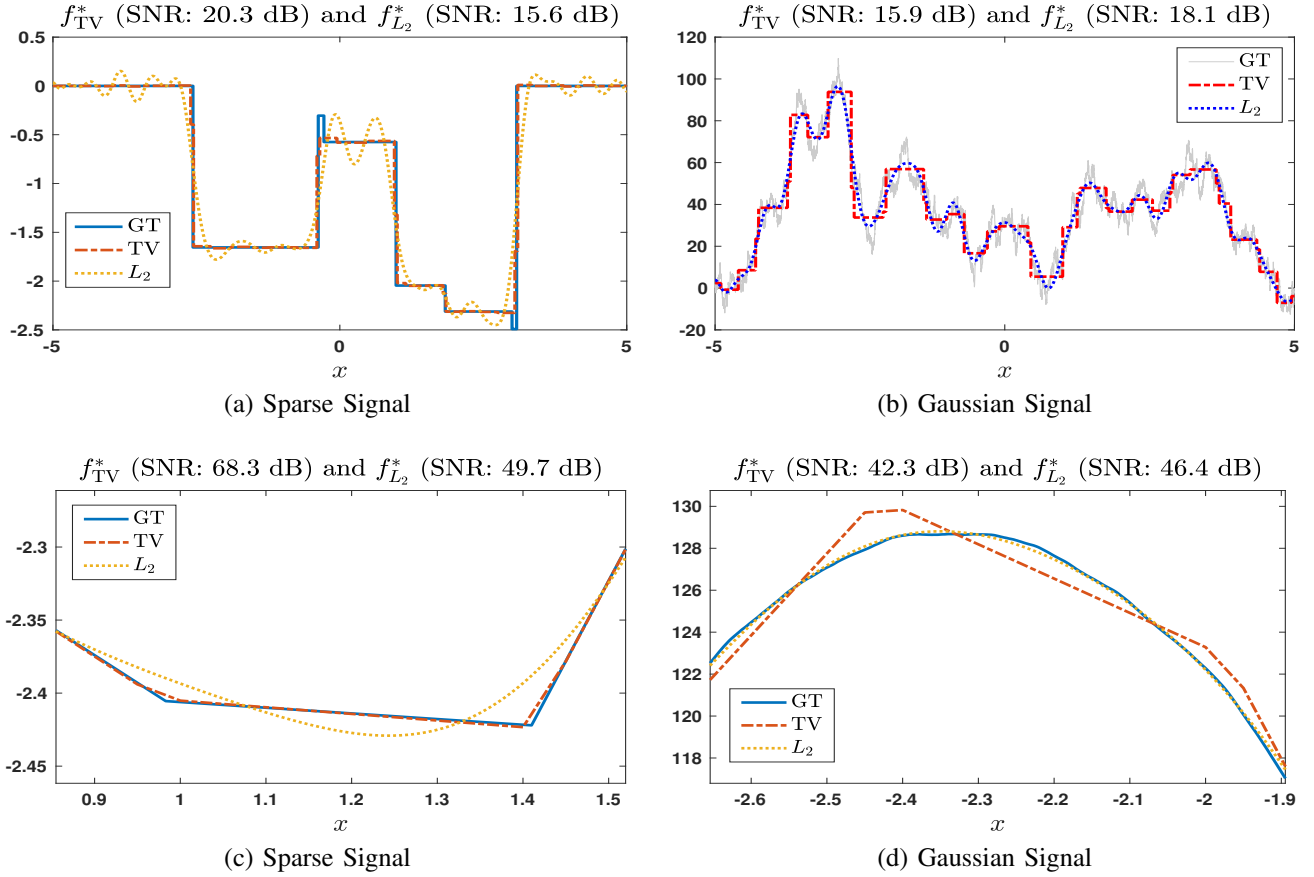 f*TV (SNR: 20.3 dB) and f*L2 (SNR: 15.6 dB)
0.5
0
-0.5
-1
-1.5
-2
-2.5
GT
TV
L2
-5 0 5
x
(a) Sparse Signal
f*TV (SNR: 15.9 dB) and f*L2 (SNR: 18.1 dB)
120
100
80
60
40
20
0
-20
GT
TV
L2
-5 0 5
x
(b) Gaussian Signal
f*TV (SNR: 68.3 dB) and f*L2 (SNR: 49.7 dB)
-2.3
-2.35
-2.4
-2.45
GT
TV
L2
0.9 1 1.1 1.2 1.3 1.4 1.5
x
(c) Sparse Signal
f*TV (SNR: 42.3 dB) and f*L2 (SNR: 46.4 dB)
130
128
126
124
122
120
118
GT
TV
L2
-2.6 -2.5 -2.4 -2.3 -2.2 -2.1 -2 -1.9
x
(d) Gaussian Signal